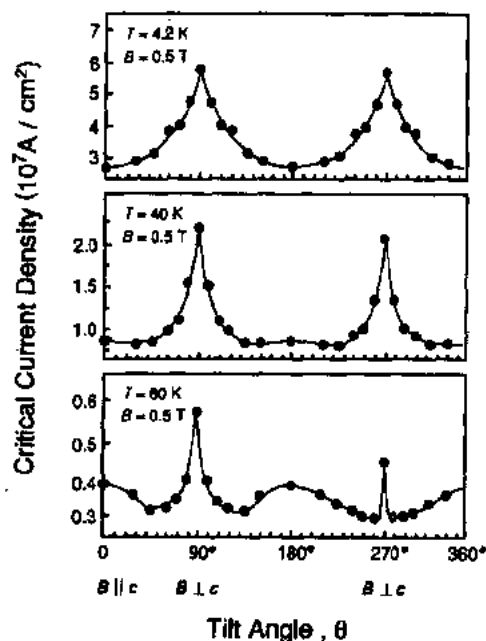 Critical Current Density (10⁷A / cm²)
7
6
5
4
3
T = 4.2 K
B = 0.5 T
2.0
1.5
1.0
T = 40 K
B = 0.5 T
0.6
0.5
0.4
0.3
T = 60 K
B = 0.5 T
0 90° 180° 270° 360°
B || c B ⊥ c B ⊥ c
Tilt Angle , θ